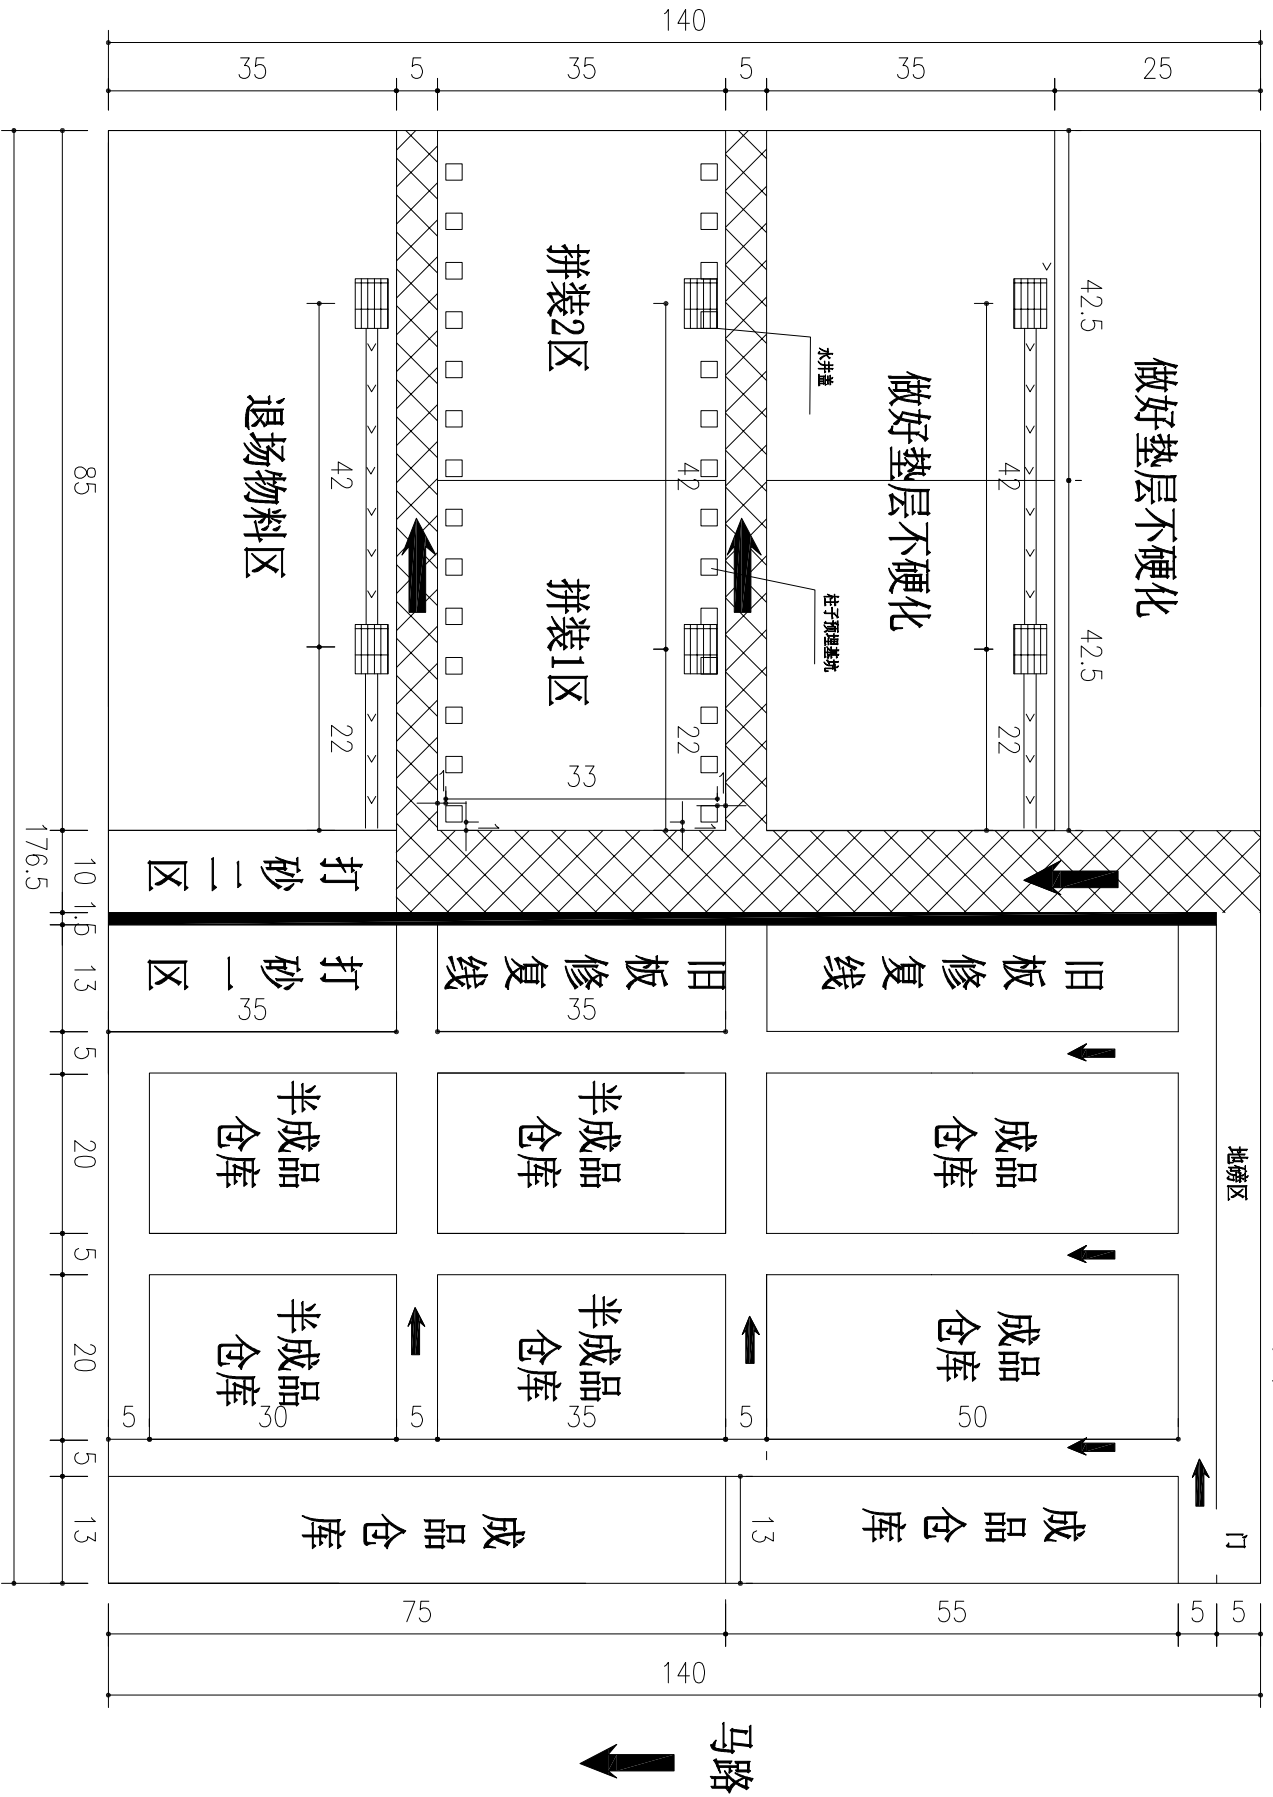 140
35
5
35
5
35
25
42.5
42.5
拼装2区
水井盖
做好垫层不硬化
做好垫层不硬化
退场物料区
42
42
42
85
拼装1区
柱子预埋基坑
22
22
22
33
1
1
1
1
176.5
10
1.5
打砂二区
13
打砂一区
旧板修复线
旧板修复线
35
35
5
20
半成品
仓库
半成品
仓库
成品
仓库
地磅区
5
20
半成品
仓库
半成品
仓库
成品
仓库
5
30
5
35
5
50
5
13
成品仓库
13
成品仓库
门
75
55
5
5
140
马路